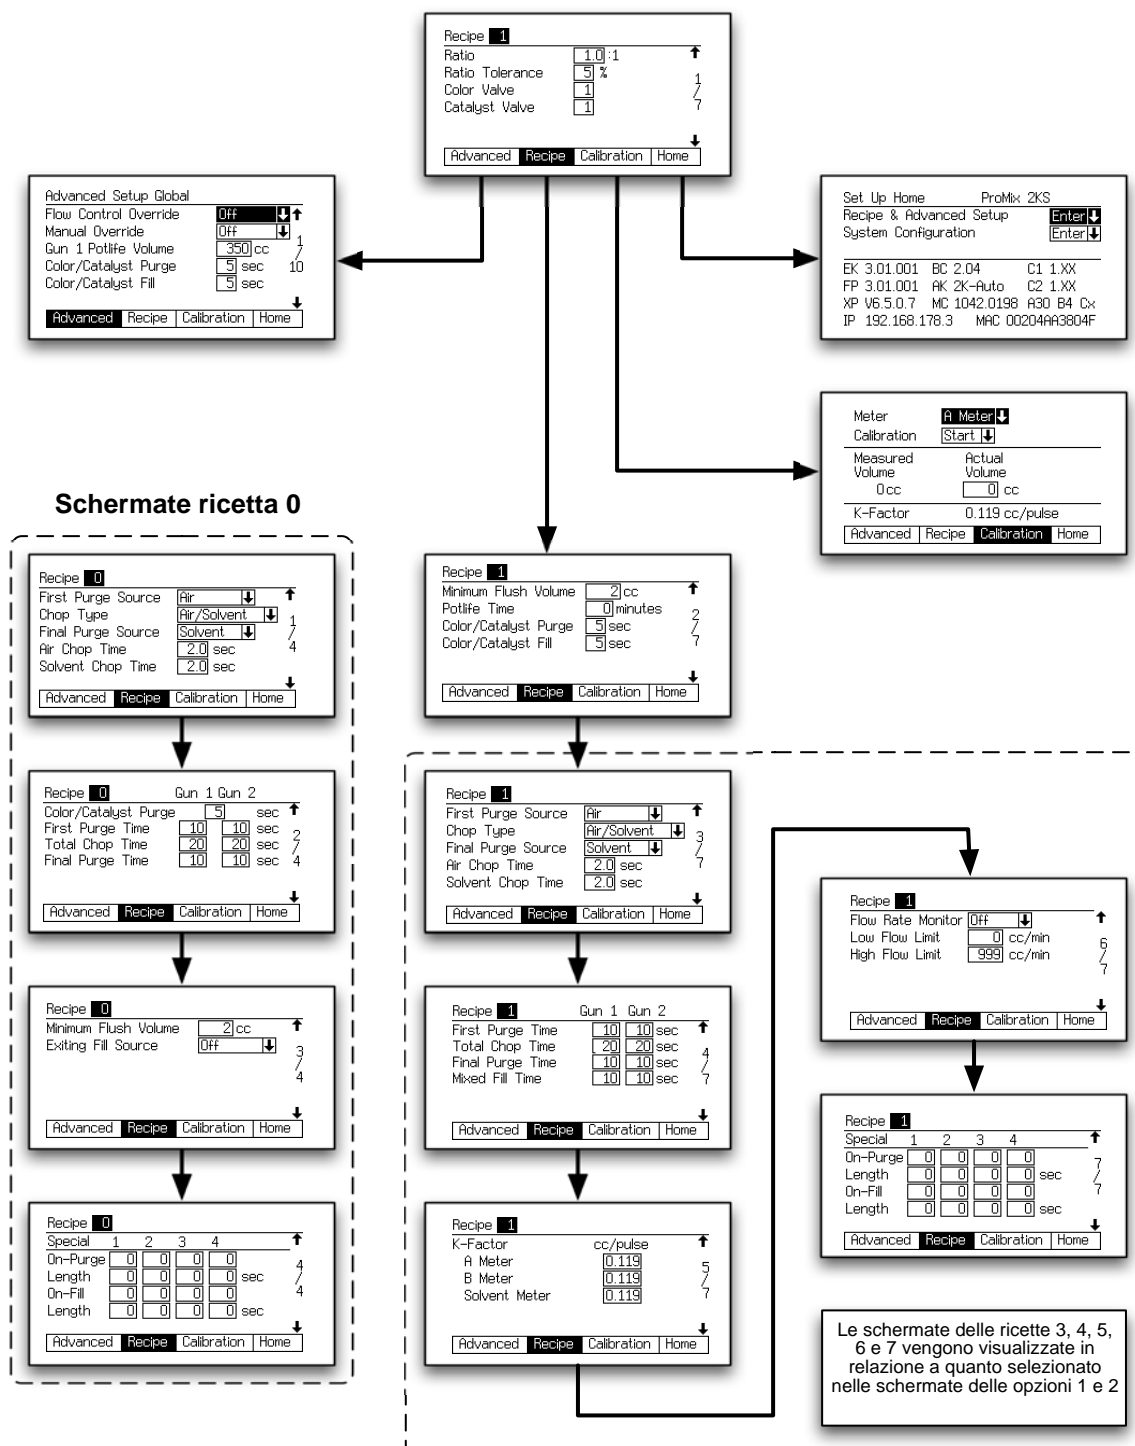 Recipe 1
Ratio 1.0 :1
Ratio Tolerance 5 %
Color Valve 1
Catalyst Valve 1
1
/
7
Advanced Recipe Calibration Home
Advanced Setup Global
Flow Control Override Off
Manual Override Off
Gun 1 Potlife Volume 350 cc
Color/Catalyst Purge 5 sec
Color/Catalyst Fill 5 sec
1
/
10
Advanced Recipe Calibration Home
Set Up Home ProMix 2KS
Recipe & Advanced Setup Enter
System Configuration Enter
EK 3.01.001 BC 2.04 C1 1.XX
FP 3.01.001 AK 2K-Auto C2 1.XX
XP V6.5.0.7 MC 1042.0198 A30 B4 Cx
IP 192.168.178.3 MAC 00204AA3804F
Meter A Meter
Calibration Start
Measured Actual
Volume Volume
0 cc 0 cc
K-Factor 0.119 cc/pulse
Advanced Recipe Calibration Home
Schermate ricetta 0
Recipe 0
First Purge Source Air
Chop Type Air/Solvent
Final Purge Source Solvent
Air Chop Time 2.0 sec
Solvent Chop Time 2.0 sec
1
/
4
Advanced Recipe Calibration Home
Recipe 0 Gun 1 Gun 2
Color/Catalyst Purge 5 sec
First Purge Time 10 10 sec
Total Chop Time 20 20 sec
Final Purge Time 10 10 sec
2
/
4
Advanced Recipe Calibration Home
Recipe 0
Minimum Flush Volume 2 cc
Exiting Fill Source Off
3
/
4
Advanced Recipe Calibration Home
Recipe 0
Special 1 2 3 4
On-Purge 0 0 0 0
Length 0 0 0 0 sec
On-Fill 0 0 0 0
Length 0 0 0 0 sec
4
/
4
Advanced Recipe Calibration Home
Recipe 1
Minimum Flush Volume 2 cc
Potlife Time 0 minutes
Color/Catalyst Purge 5 sec
Color/Catalyst Fill 5 sec
2
/
7
Advanced Recipe Calibration Home
Recipe 1
First Purge Source Air
Chop Type Air/Solvent
Final Purge Source Solvent
Air Chop Time 2.0 sec
Solvent Chop Time 2.0 sec
3
/
7
Advanced Recipe Calibration Home
Recipe 1 Gun 1 Gun 2
First Purge Time 10 10 sec
Total Chop Time 20 20 sec
Final Purge Time 10 10 sec
Mixed Fill Time 10 10 sec
4
/
7
Advanced Recipe Calibration Home
Recipe 1
K-Factor cc/pulse
A Meter 0.119
B Meter 0.119
Solvent Meter 0.119
5
/
7
Advanced Recipe Calibration Home
Recipe 1
Flow Rate Monitor Off
Low Flow Limit 0 cc/min
High Flow Limit 999 cc/min
6
/
7
Advanced Recipe Calibration Home
Recipe 1
Special 1 2 3 4
On-Purge 0 0 0 0
Length 0 0 0 0 sec
On-Fill 0 0 0 0
Length 0 0 0 0 sec
7
/
7
Advanced Recipe Calibration Home
Le schermate delle ricette 3, 4, 5,
6 e 7 vengono visualizzate in
relazione a quanto selezionato
nelle schermate delle opzioni 1 e 2